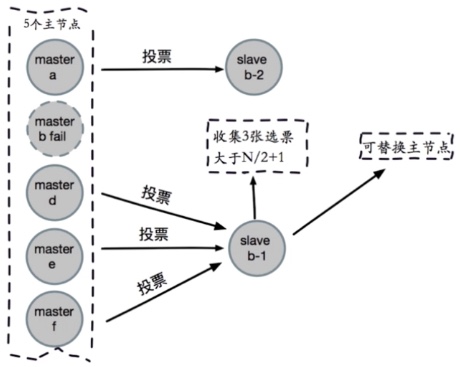 5个主节点
master
a
投票
slave
b-2
master
b fail
收集3张选票
大于N/2+1
可替换主节点
master
d
投票
master
e
投票
slave
b-1
投票
master
f